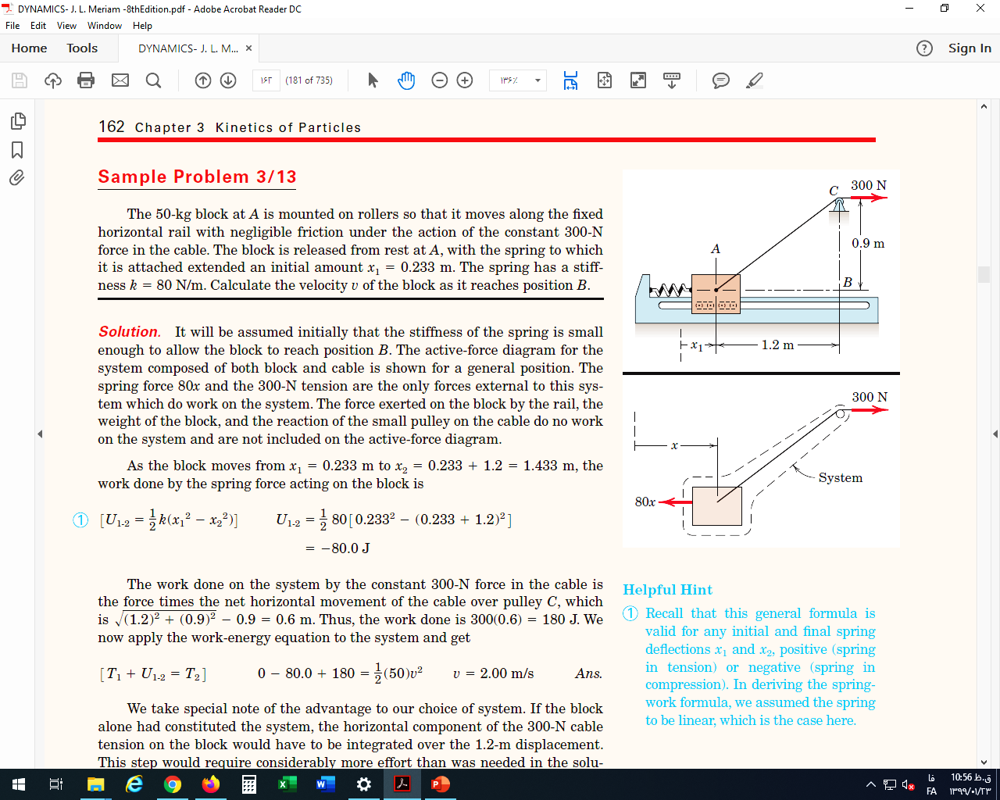 DYNAMICS- J. L. Meriam -8thEdition.pdf - Adobe Acrobat Reader DC
File Edit View Window Help
Home Tools DYNAMICS- J. L. M... × ? Sign In
۱۶۲ (181 of 735) ۱۳۶٪
162 Chapter 3 Kinetics of Particles
Sample Problem 3/13
The 50-kg block at A is mounted on rollers so that it moves along the fixed
horizontal rail with negligible friction under the action of the constant 300-N
force in the cable. The block is released from rest at A, with the spring to which
it is attached extended an initial amount x₁ = 0.233 m. The spring has a stiff-
ness k = 80 N/m. Calculate the velocity v of the block as it reaches position B.
Solution. It will be assumed initially that the stiffness of the spring is small
enough to allow the block to reach position B. The active-force diagram for the
system composed of both block and cable is shown for a general position. The
spring force 80x and the 300-N tension are the only forces external to this sys-
tem which do work on the system. The force exerted on the block by the rail, the
weight of the block, and the reaction of the small pulley on the cable do no work
on the system and are not included on the active-force diagram.
As the block moves from x₁ = 0.233 m to x₂ = 0.233 + 1.2 = 1.433 m, the
work done by the spring force acting on the block is
① [U₁₋₂ = 1/2 k(x₁² − x₂²)] U₁₋₂ = 1/2 80[0.233² − (0.233 + 1.2)²]
= −80.0 J
The work done on the system by the constant 300-N force in the cable is
the force times the net horizontal movement of the cable over pulley C, which
is √(1.2)² + (0.9)² − 0.9 = 0.6 m. Thus, the work done is 300(0.6) = 180 J. We
now apply the work-energy equation to the system and get
[T₁ + U₁₋₂ = T₂] 0 − 80.0 + 180 = 1/2 (50)v² v = 2.00 m/s Ans.
We take special note of the advantage to our choice of system. If the block
alone had constituted the system, the horizontal component of the 300-N cable
tension on the block would have to be integrated over the 1.2-m displacement.
This step would require considerably more effort than was needed in the solu-
C 300 N
0.9 m
A
B
x₁ 1.2 m
300 N
x
System
80x
Helpful Hint
① Recall that this general formula is
valid for any initial and final spring
deflections x₁ and x₂, positive (spring
in tension) or negative (spring in
compression). In deriving the spring-
work formula, we assumed the spring
to be linear, which is the case here.
فا
FA
10:56 ق.ظ
۱۳۹۹/۰۱/۲۳